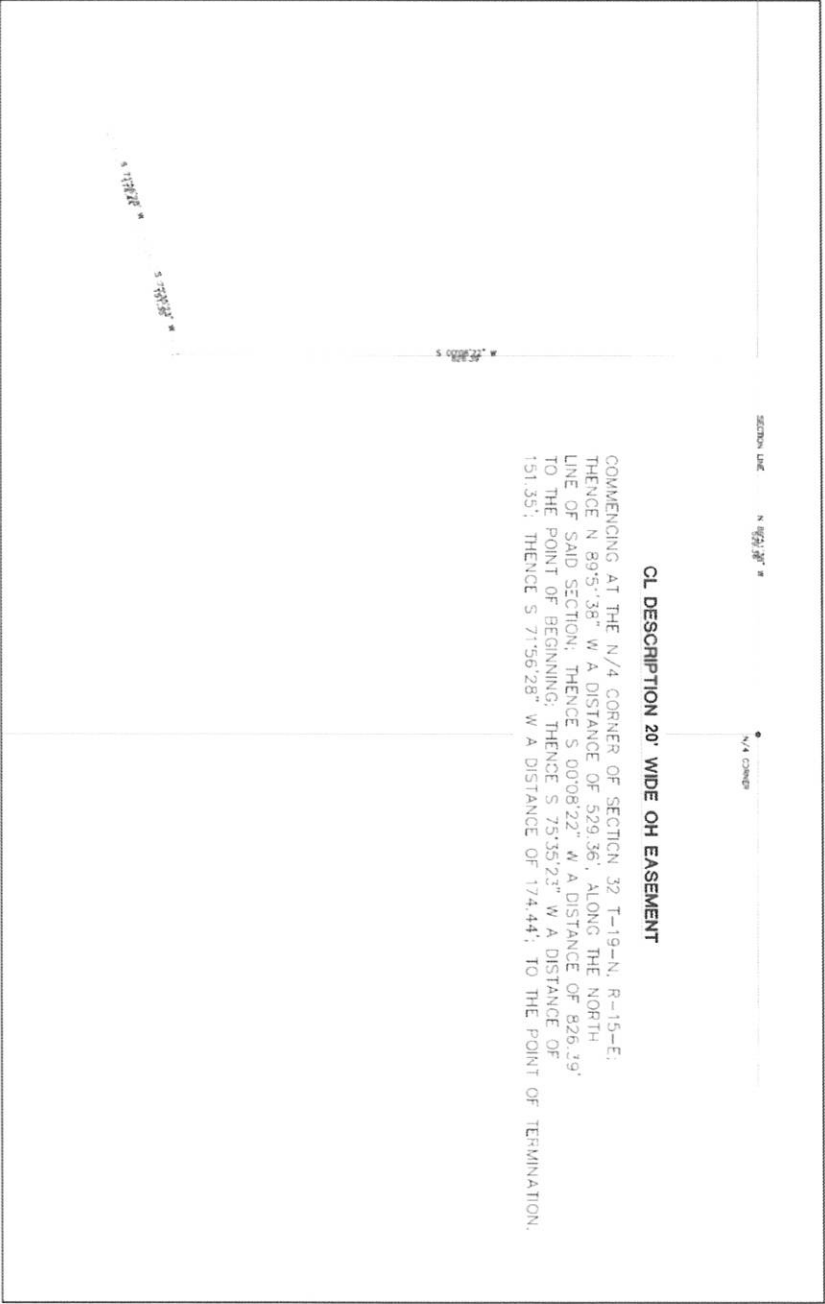 SECTION LINE
N/4 CORNER
CL DESCRIPTION 20' WIDE OH EASEMENT
COMMENCING AT THE N/4 CORNER OF SECTION 32 T-19-N, R-15-E;
THENCE N 89°51'38" W A DISTANCE OF 529.36', ALONG THE NORTH
LINE OF SAID SECTION; THENCE S 00°08'22" W A DISTANCE OF 826.39'
TO THE POINT OF BEGINNING; THENCE S 75°35'23" W A DISTANCE OF
151.35'; THENCE S 71°56'28" W A DISTANCE OF 174.44'; TO THE POINT OF TERMINATION.
S 00°08'22" W
826.39'